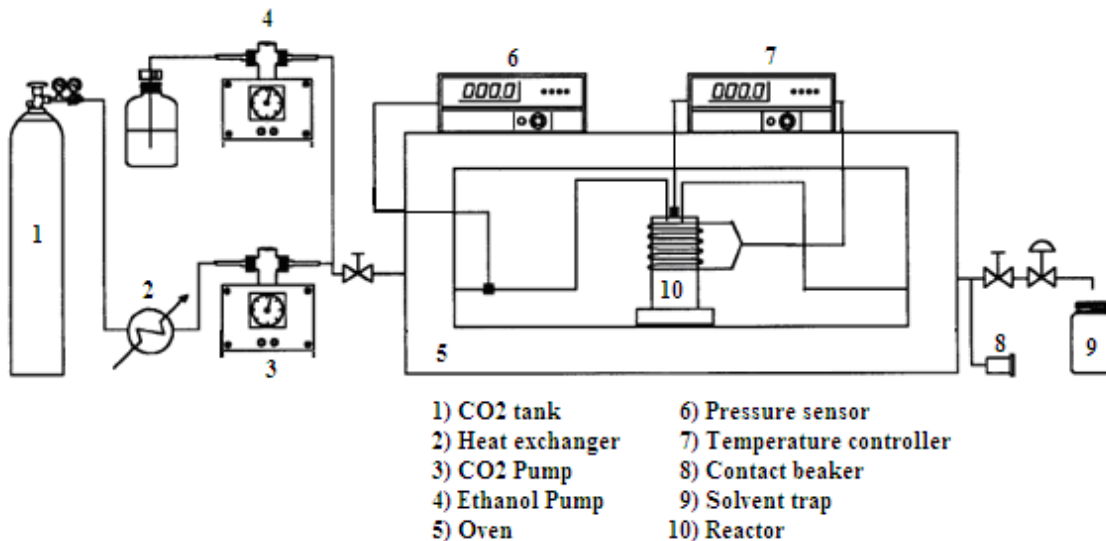 4
6
7
000.0
000.0
1
2
3
10
5
8
9
1) CO2 tank
2) Heat exchanger
3) CO2 Pump
4) Ethanol Pump
5) Oven
6) Pressure sensor
7) Temperature controller
8) Contact beaker
9) Solvent trap
10) Reactor